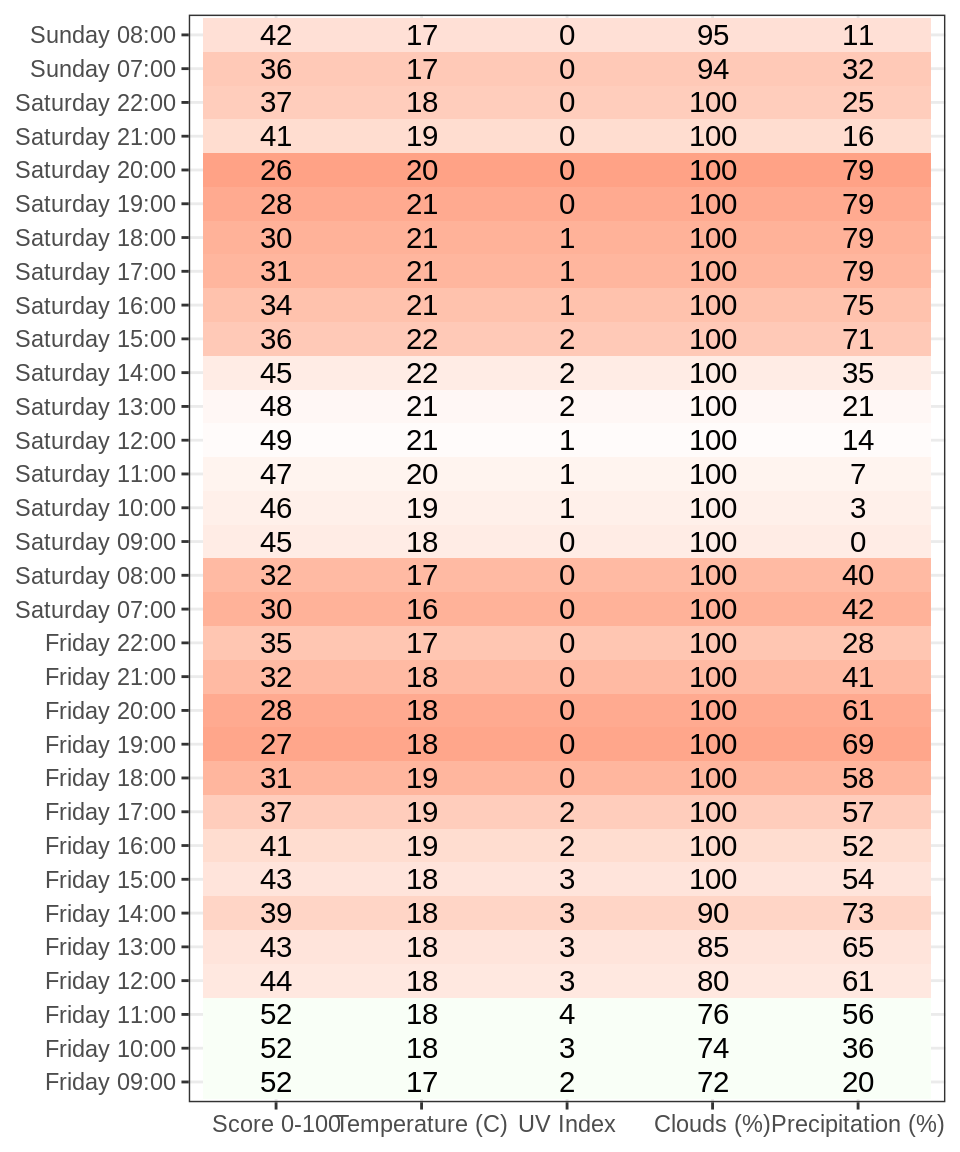 Sunday 08:00 42 17 0 95 11
Sunday 07:00 36 17 0 94 32
Saturday 22:00 37 18 0 100 25
Saturday 21:00 41 19 0 100 16
Saturday 20:00 26 20 0 100 79
Saturday 19:00 28 21 0 100 79
Saturday 18:00 30 21 1 100 79
Saturday 17:00 31 21 1 100 79
Saturday 16:00 34 21 1 100 75
Saturday 15:00 36 22 2 100 71
Saturday 14:00 45 22 2 100 35
Saturday 13:00 48 21 2 100 21
Saturday 12:00 49 21 1 100 14
Saturday 11:00 47 20 1 100 7
Saturday 10:00 46 19 1 100 3
Saturday 09:00 45 18 0 100 0
Saturday 08:00 32 17 0 100 40
Saturday 07:00 30 16 0 100 42
Friday 22:00 35 17 0 100 28
Friday 21:00 32 18 0 100 41
Friday 20:00 28 18 0 100 61
Friday 19:00 27 18 0 100 69
Friday 18:00 31 19 0 100 58
Friday 17:00 37 19 2 100 57
Friday 16:00 41 19 2 100 52
Friday 15:00 43 18 3 100 54
Friday 14:00 39 18 3 90 73
Friday 13:00 43 18 3 85 65
Friday 12:00 44 18 3 80 61
Friday 11:00 52 18 4 76 56
Friday 10:00 52 18 3 74 36
Friday 09:00 52 17 2 72 20
Score 0-100 Temperature (C) UV Index Clouds (%) Precipitation (%)